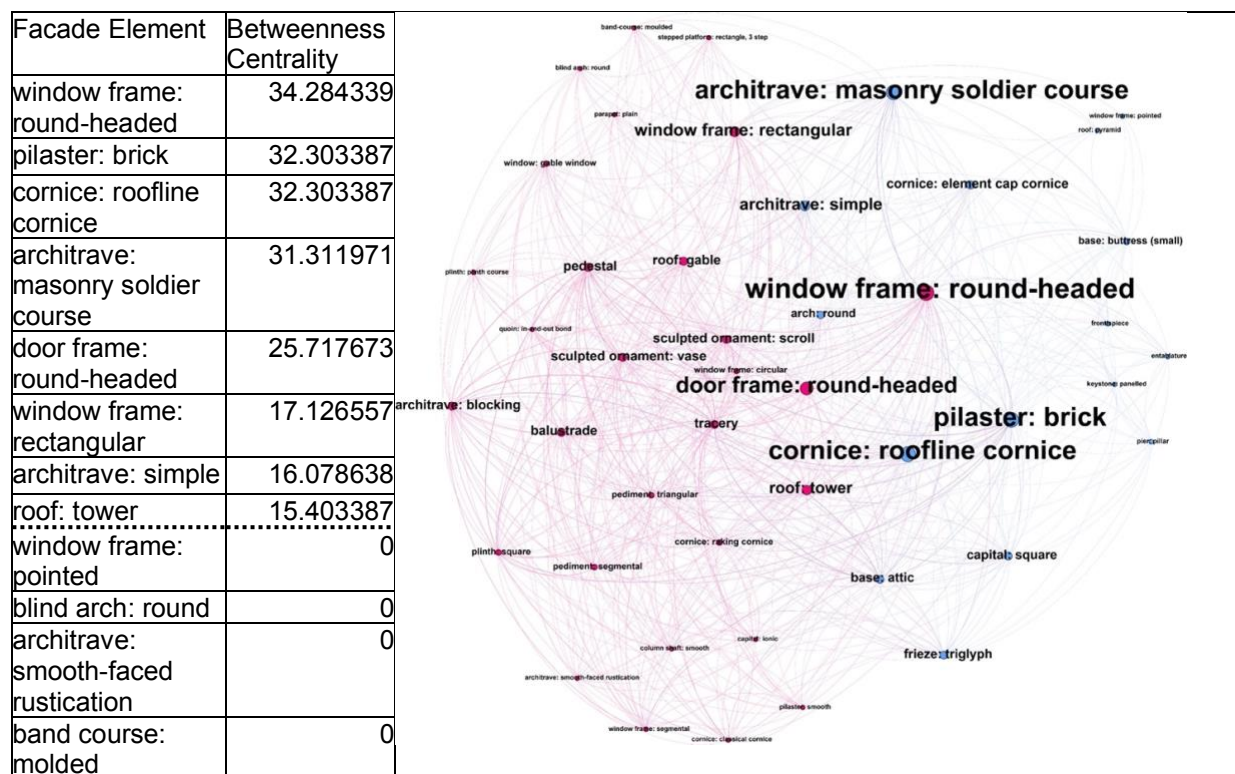 Facade Element
Betweenness
Centrality
window frame:
round-headed
34.284339
pilaster: brick
32.303387
cornice: roofline
cornice
32.303387
architrave:
masonry soldier
course
31.311971
door frame:
round-headed
25.717673
window frame:
rectangular
17.126557
architrave: simple
16.078638
roof: tower
15.403387
window frame:
pointed
0
blind arch: round
0
architrave:
smooth-faced
rustication
0
band course:
molded
0
band-course: moulded
stepped platform: rectangle, 3 step
blind arch: round
architrave: masonry soldier course
parapet: plain
window frame: pointed
window frame: rectangular
roof: pyramid
window: gable window
cornice: element cap cornice
architrave: simple
base: buttress (small)
roof: gable
pedestal
plinth: plinth course
window frame: round-headed
arch: round
frontispiece
quoin: in-and-out bond
sculpted ornament: scroll
sculpted ornament: vase
entablature
window frame: circular
door frame: round-headed
keystone: panelled
architrave: blocking
pilaster: brick
tracery
balustrade
pier: pillar
cornice: roofline cornice
roof: tower
pediment: triangular
cornice: raking cornice
plinth: square
capital: square
pediment: segmental
base: attic
capital: ionic
column shaft: smooth
frieze: triglyph
architrave: smooth-faced rustication
pilaster: smooth
window frame: segmental
cornice: classical cornice